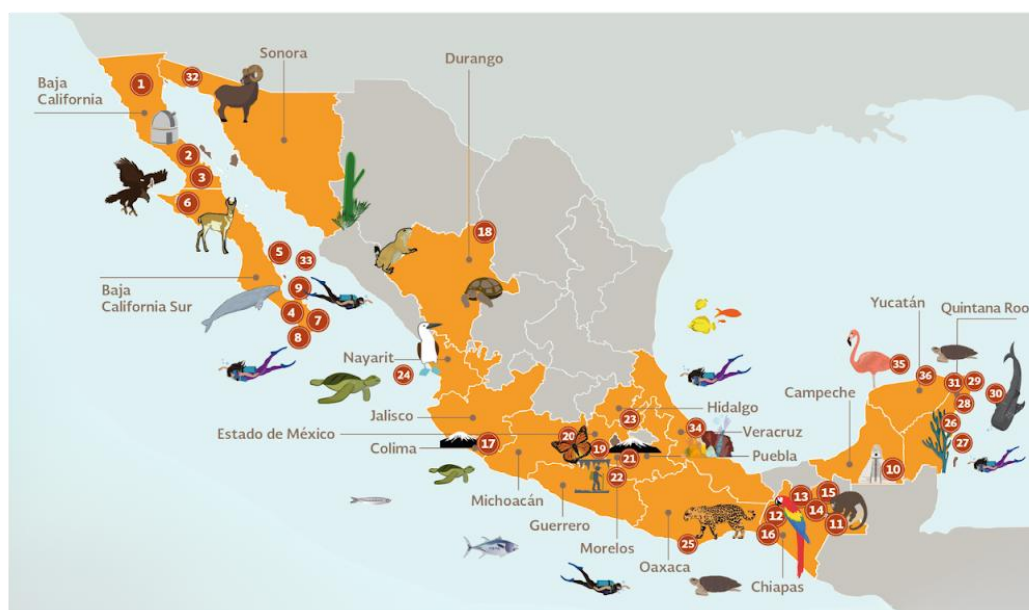 Sonora
Durango
32
1
Baja
California
2
3
6
18
5
33
9
Baja
California Sur
4
7
8
Yucatán
Quintana Roo
35
36
31
29
30
28
Nayarit
24
Campeche
26
Jalisco
Hidalgo
23
34
Veracruz
Estado de México
20
27
Colima
17
19
21
Puebla
10
22
Michoacán
13
15
12
14
11
Guerrero
16
25
Morelos
Oaxaca
Chiapas